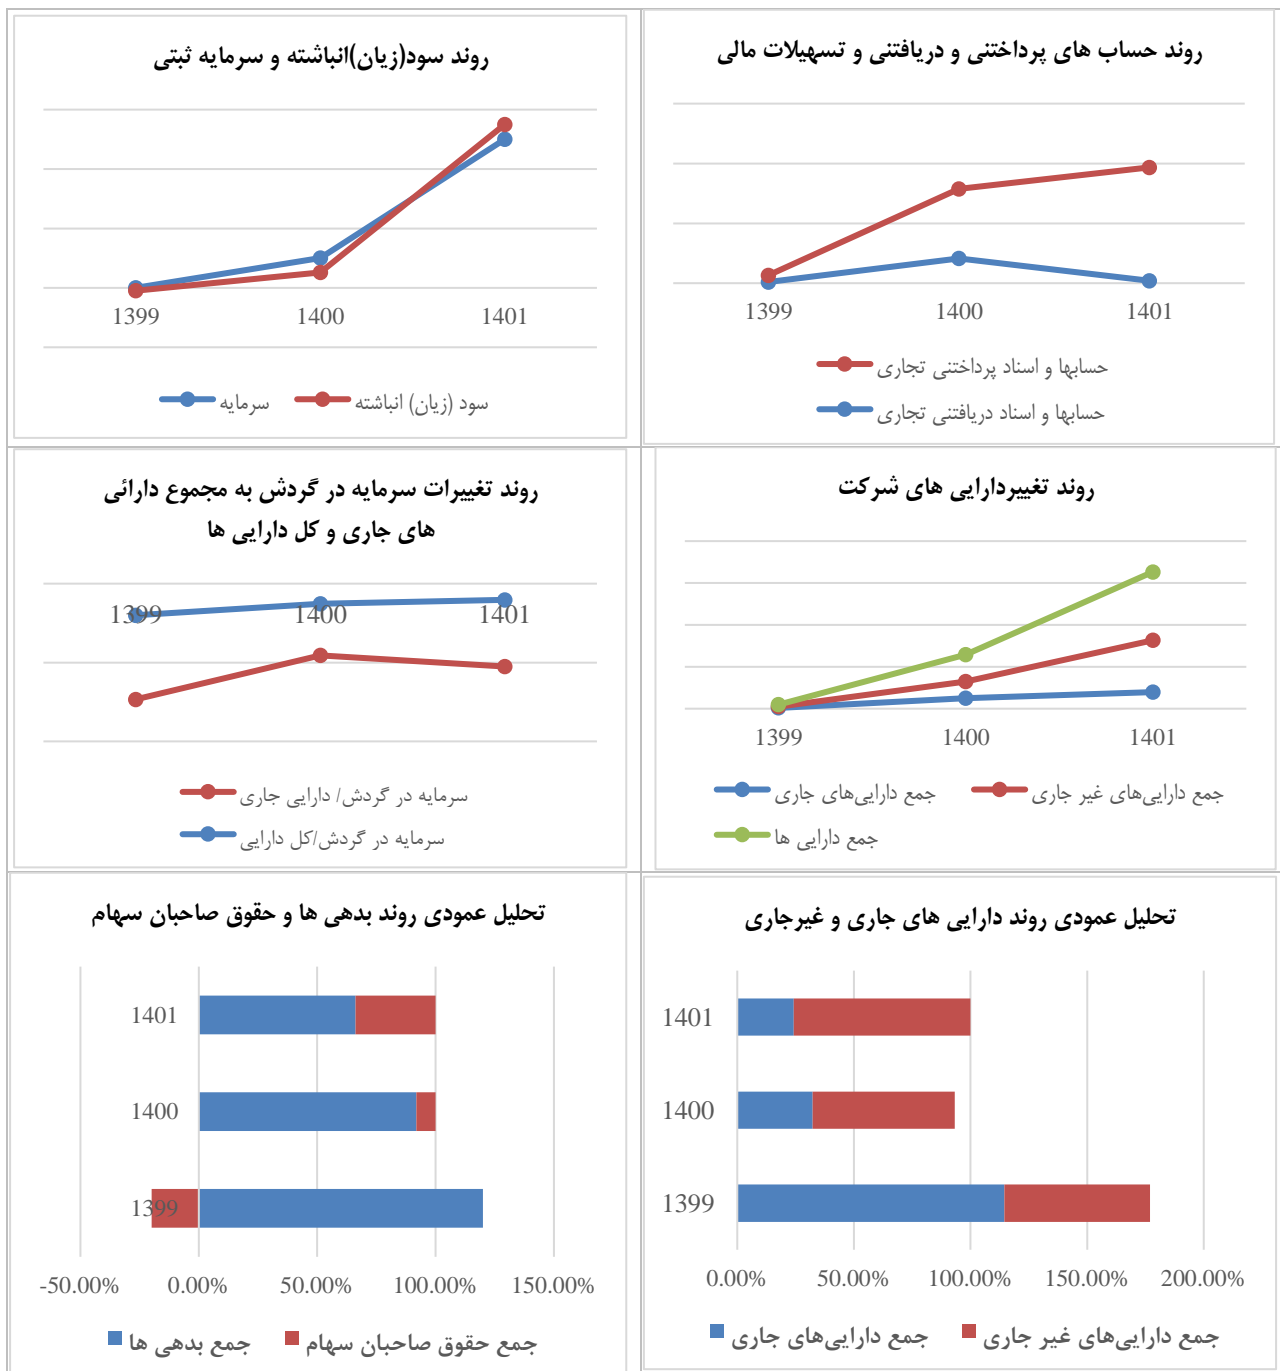 روند حساب های پرداختنی و دریافتنی و تسهیلات مالی
1399 1400 1401
حسابها و اسناد پرداختنی تجاری
حسابها و اسناد دریافتنی تجاری
روند سود(زیان)انباشته و سرمایه ثبتی
1399 1400 1401
سرمایه سود (زیان) انباشته
روند تغییردارایی های شرکت
1399 1400 1401
جمع دارایی‌های جاری جمع دارایی‌های غیر جاری
جمع دارایی ها
روند تغییرات سرمایه در گردش به مجموع دارائی
های جاری و کل دارایی ها
1399 1400 1401
سرمایه در گردش/ دارایی جاری
سرمایه در گردش/کل دارایی
تحلیل عمودی روند دارایی های جاری و غیرجاری
1401
1400
1399
0.00% 50.00% 100.00% 150.00% 200.00%
جمع دارایی‌های جاری جمع دارایی‌های غیر جاری
تحلیل عمودی روند بدهی ها و حقوق صاحبان سهام
1401
1400
1399
-50.00% 0.00% 50.00% 100.00% 150.00%
جمع بدهی ها جمع حقوق صاحبان سهام